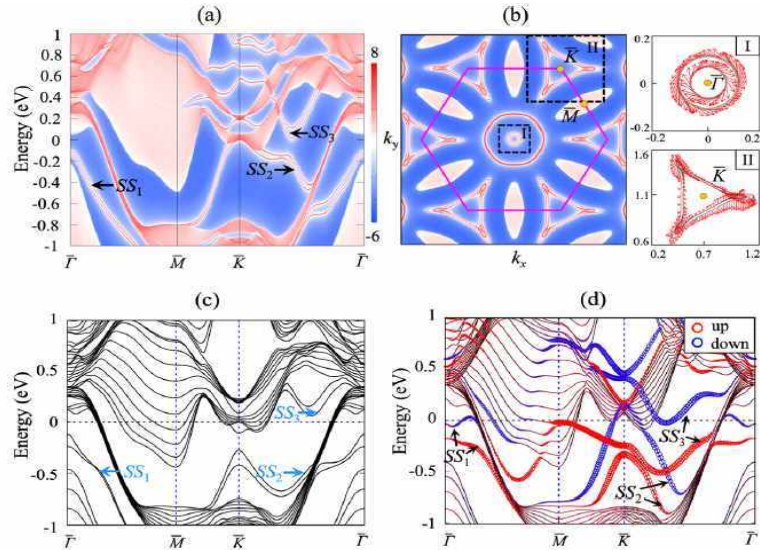 (a)
Energy (eV)
1
0.8
0.6
0.4
0.2
0
-0.2
-0.4
-0.6
-0.8
-1
SS₁
SS₂
SS₃
Γ̅
M̅
K̅
Γ̅
8
-6
(b)
k_y
k_x
II
K̅
M̅
I
I
0.2
0
-0.2
Γ̅
-0.2
0
0.2
II
1.6
1.1
0.6
K̅
0.2
0.7
1.2
(c)
Energy (eV)
1
0.5
0
-0.5
-1
SS₃
SS₁
SS₂
Γ̅
M̅
K̅
Γ̅
(d)
Energy (eV)
1
0.5
0
-0.5
-1
up
down
SS₁
SS₃
SS₂
Γ̅
M̅
K̅
Γ̅